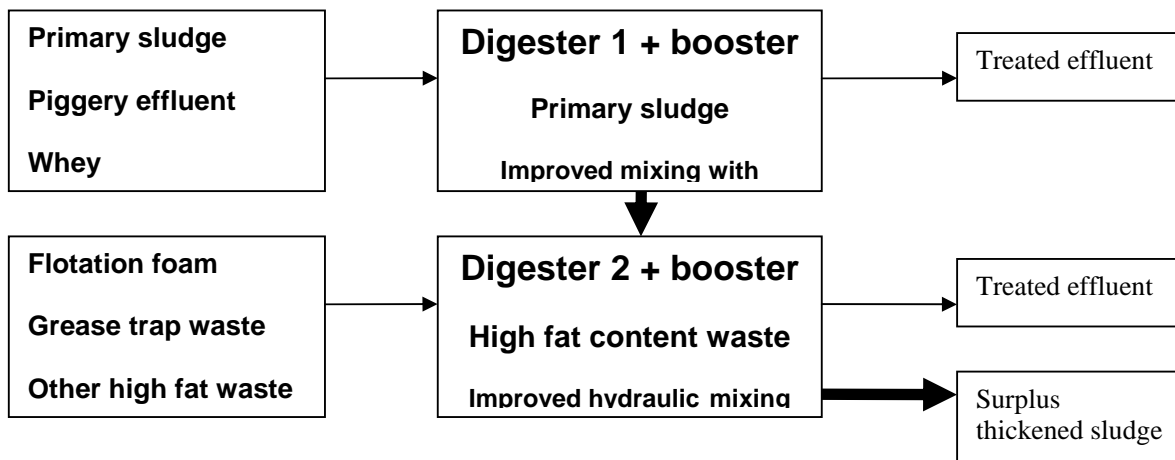 Primary sludge
Piggery effluent
Whey
Digester 1 + booster
Primary sludge
Improved mixing with
Treated effluent
Flotation foam
Grease trap waste
Other high fat waste
Digester 2 + booster
High fat content waste
Improved hydraulic mixing
Treated effluent
Surplus
thickened sludge